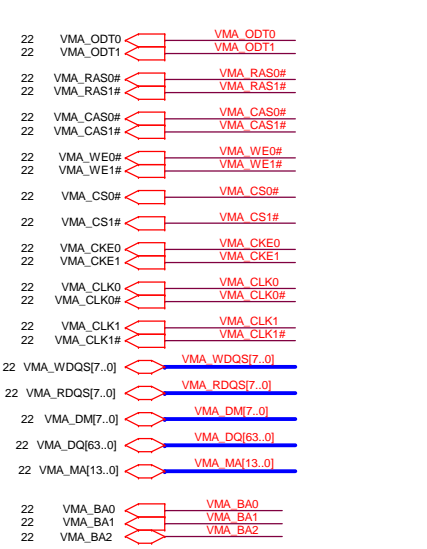 22 VMA_ODT0 VMA_ODT0
22 VMA_ODT1 VMA_ODT1
22 VMA_RAS0# VMA_RAS0#
22 VMA_RAS1# VMA_RAS1#
22 VMA_CAS0# VMA_CAS0#
22 VMA_CAS1# VMA_CAS1#
22 VMA_WE0# VMA_WE0#
22 VMA_WE1# VMA_WE1#
22 VMA_CS0# VMA_CS0#
22 VMA_CS1# VMA_CS1#
22 VMA_CKE0 VMA_CKE0
22 VMA_CKE1 VMA_CKE1
22 VMA_CLK0 VMA_CLK0
22 VMA_CLK0# VMA_CLK0#
22 VMA_CLK1 VMA_CLK1
22 VMA_CLK1# VMA_CLK1#
22 VMA_WDQS[7..0] VMA_WDQS[7..0]
22 VMA_RDQS[7..0] VMA_RDQS[7..0]
22 VMA_DM[7..0] VMA_DM[7..0]
22 VMA_DQ[63..0] VMA_DQ[63..0]
22 VMA_MA[13..0] VMA_MA[13..0]
22 VMA_BA0 VMA_BA0
22 VMA_BA1 VMA_BA1
22 VMA_BA2 VMA_BA2